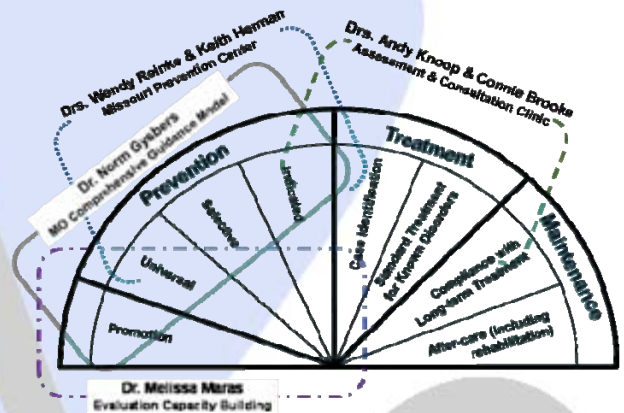 Drs. Wendy Reinke & Keith Herman
Missouri Prevention Center
Drs. Andy Knoop & Connie Brooks
Assessment & Consultation Clinic
Dr. Norm Gysbers
MO Comprehensive Guidance Model
Prevention
Treatment
Maintenance
Promotion
Universal
Selective
Indicated
Case Identification
Standard Treatment
for Known Disorders
Compliance with
Long-term Treatment
After-care (including
rehabilitation)
Dr. Melissa Maras
Evaluation Capacity Building